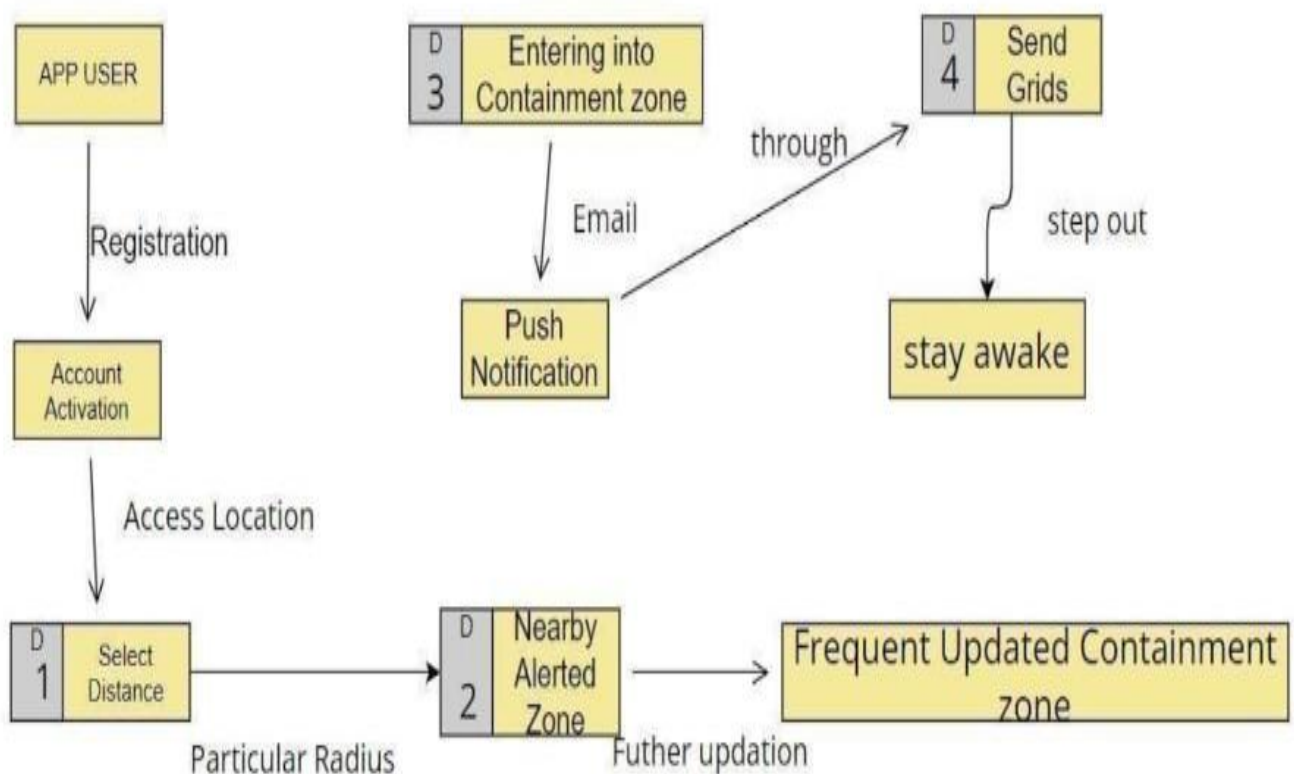 APP USER
Registration
Account
Activation
Access Location
D
1
Select
Distance
Particular Radius
D
2
Nearby
Alerted
Zone
Futher updation
Frequent Updated Containment
zone
D
3
Entering into
Containment zone
Email
Push
Notification
through
D
4
Send
Grids
step out
stay awake